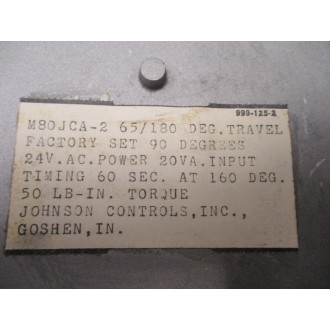 999-125-2
M80JCA-2 65/180 DEG.TRAVEL
FACTORY SET 90 DEGREES
24V.AC.POWER 20VA.INPUT
TIMING 60 SEC. AT 160 DEG.
50 LB-IN. TORQUE
JOHNSON CONTROLS,INC.,
GOSHEN,IN.